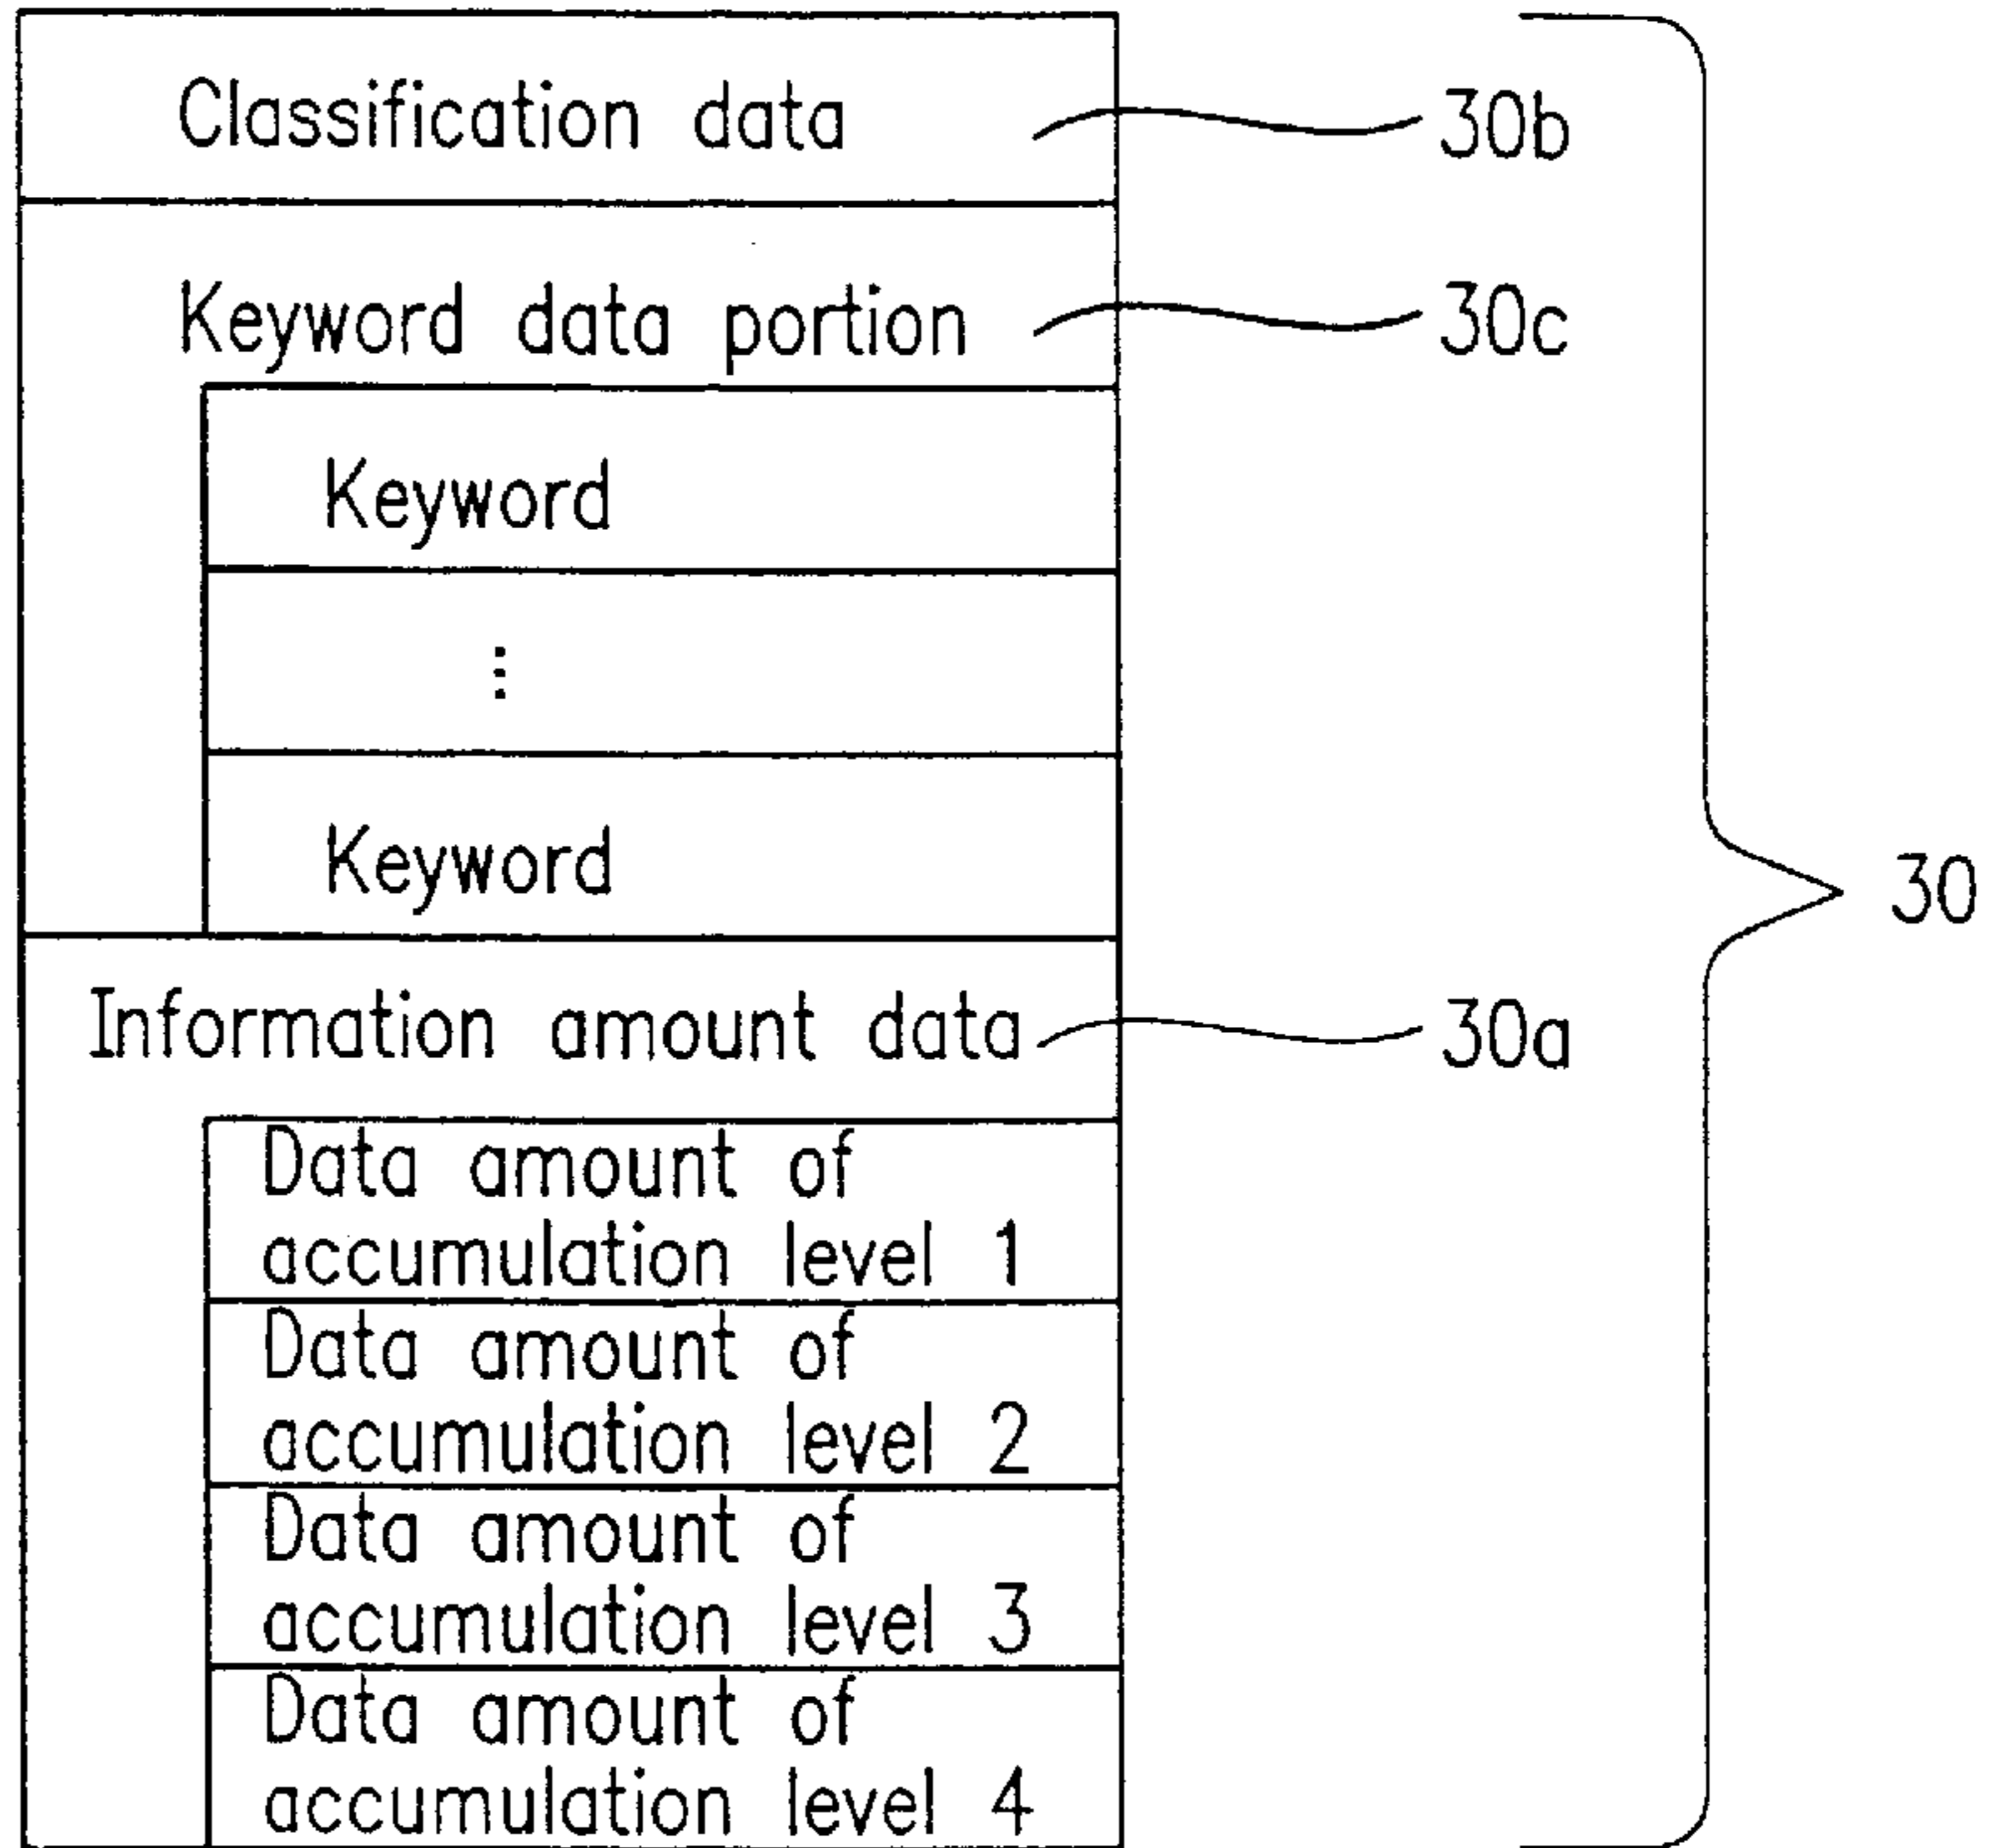 Classification data
30b
Keyword data portion
30c
Keyword
⋮
Keyword
30
Information amount data
30a
Data amount of
accumulation level 1
Data amount of
accumulation level 2
Data amount of
accumulation level 3
Data amount of
accumulation level 4